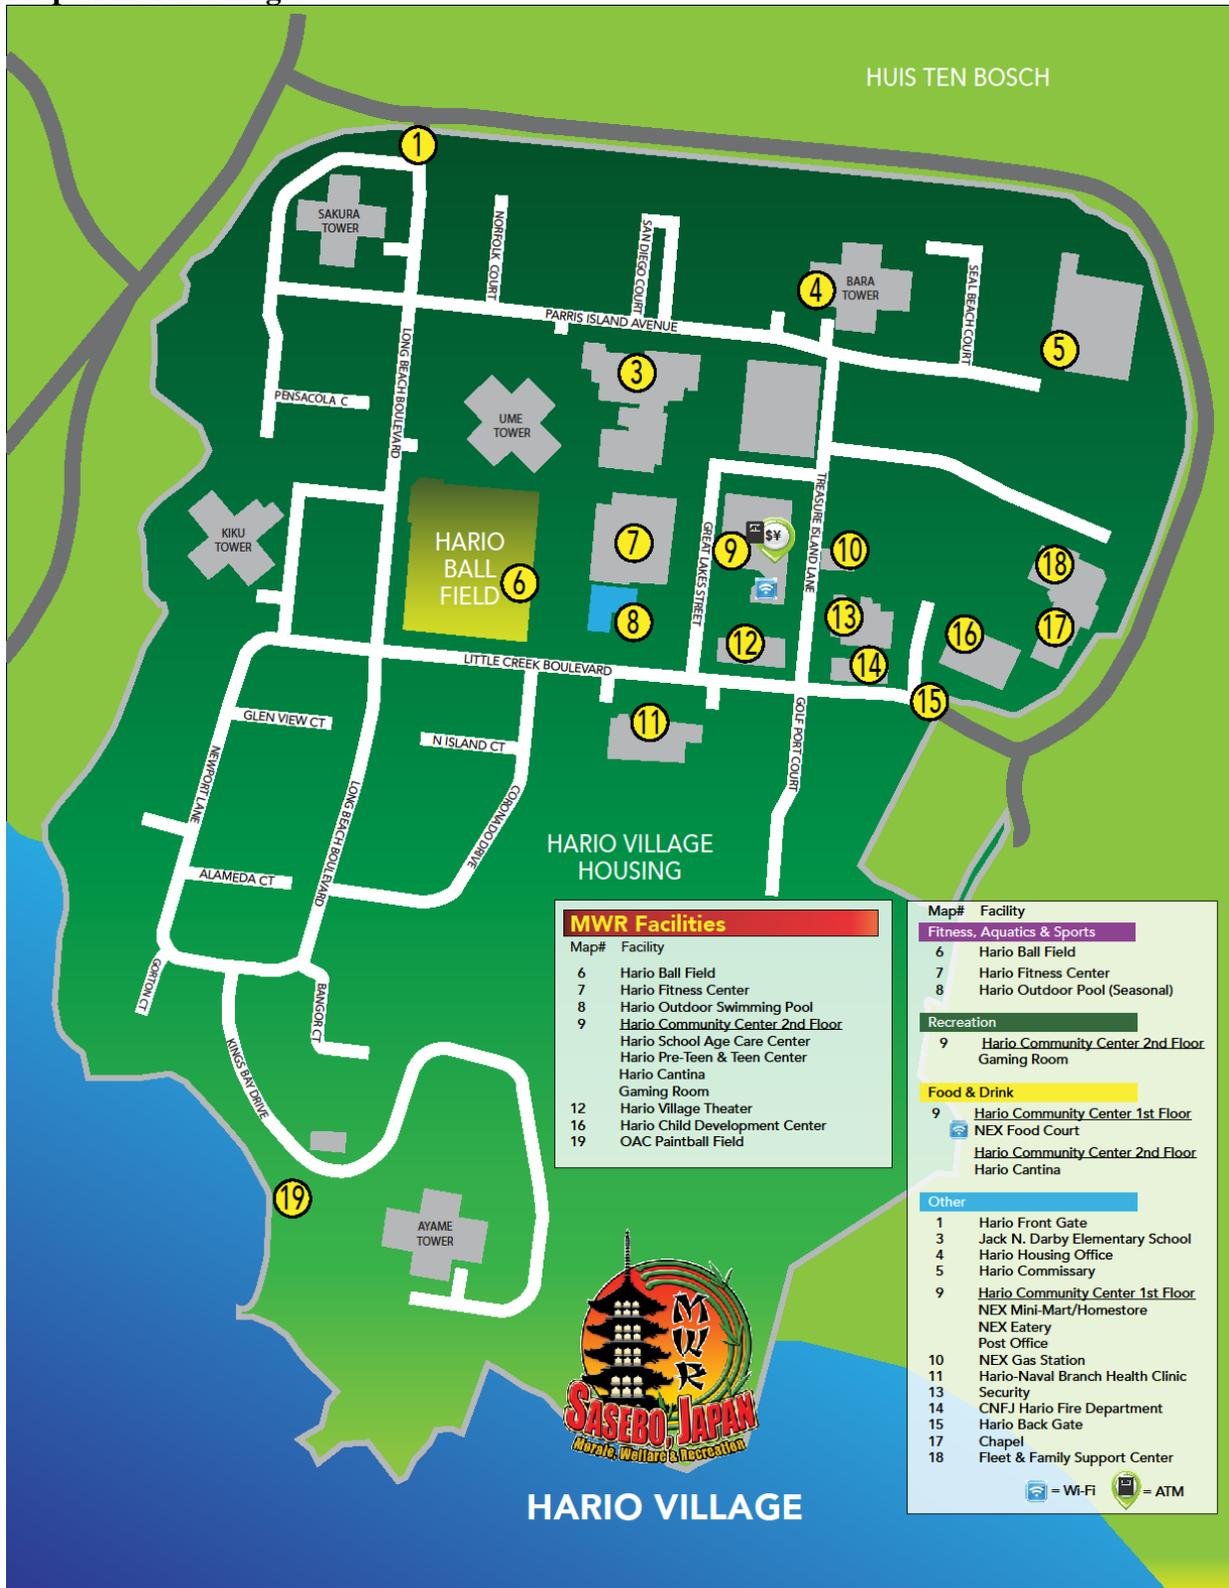 HUIS TEN BOSCH
1
SAKURA
TOWER
NORFOLK COURT
SAN DIEGO COURT
4
BARA
TOWER
SEAL BEACH COURT
5
PARRIS ISLAND AVENUE
LONG BEACH BOULEVARD
3
PENSACOLA C
UME
TOWER
KIKU
TOWER
HARIO
BALL
FIELD
6
7
8
GREAT LAKES STREET
9
$¥
TREASURE ISLAND LANE
10
18
13
17
16
12
14
LITTLE CREEK BOULEVARD
15
11
GLEN VIEW CT
N ISLAND CT
GOLF PORT COURT
NEWPORT LANE
LONG BEACH BOULEVARD
CORONADO DRIVE
HARIO VILLAGE
HOUSING
ALAMEDA CT
GORTON CT
BANGOR CT
KINGS BAY DRIVE
19
AYAME
TOWER
MWR Facilities
Map# Facility
6 Hario Ball Field
7 Hario Fitness Center
8 Hario Outdoor Swimming Pool
9 Hario Community Center 2nd Floor
Hario School Age Care Center
Hario Pre-Teen & Teen Center
Hario Cantina
Gaming Room
12 Hario Village Theater
16 Hario Child Development Center
19 OAC Paintball Field
Map# Facility
Fitness, Aquatics & Sports
6 Hario Ball Field
7 Hario Fitness Center
8 Hario Outdoor Pool (Seasonal)
Recreation
9 Hario Community Center 2nd Floor
Gaming Room
Food & Drink
9 Hario Community Center 1st Floor
NEX Food Court
Hario Community Center 2nd Floor
Hario Cantina
Other
1 Hario Front Gate
3 Jack N. Darby Elementary School
4 Hario Housing Office
5 Hario Commissary
9 Hario Community Center 1st Floor
NEX Mini-Mart/Homestore
NEX Eatery
Post Office
10 NEX Gas Station
11 Hario-Naval Branch Health Clinic
13 Security
14 CNFJ Hario Fire Department
15 Hario Back Gate
17 Chapel
18 Fleet & Family Support Center
= Wi-Fi = ATM
MWR
SASEBO, JAPAN
Morale, Welfare & Recreation
HARIO VILLAGE